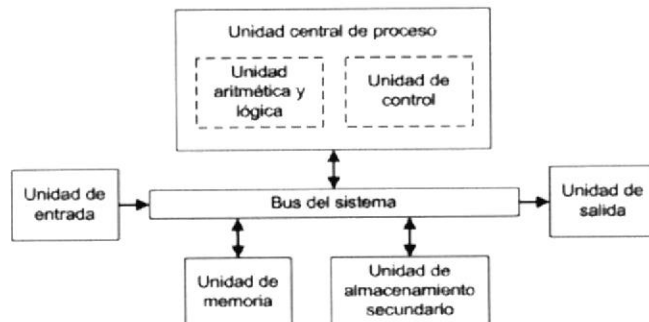 Unidad central de proceso
Unidad
aritmética y
lógica
Unidad de
control
Unidad de
entrada
Bus del sistema
Unidad de
salida
Unidad de
memoria
Unidad de
almacenamiento
secundario